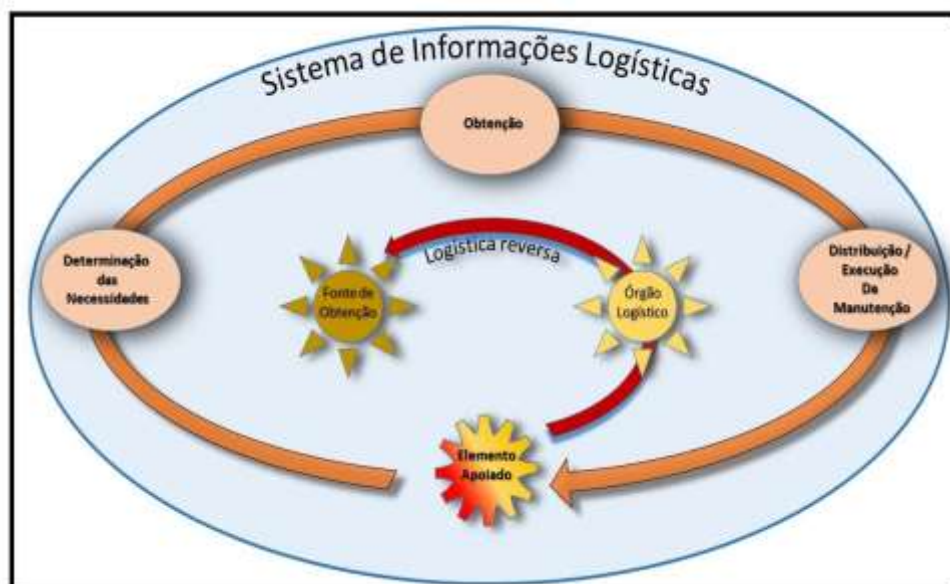 Sistema de Informações Logísticas
Obtenção
Determinação
das
Necessidades
Logística reversa
Distribuição /
Execução
De
Manutenção
Fonte de
Obtenção
Órgão
Logístico
Elemento
Apoiado